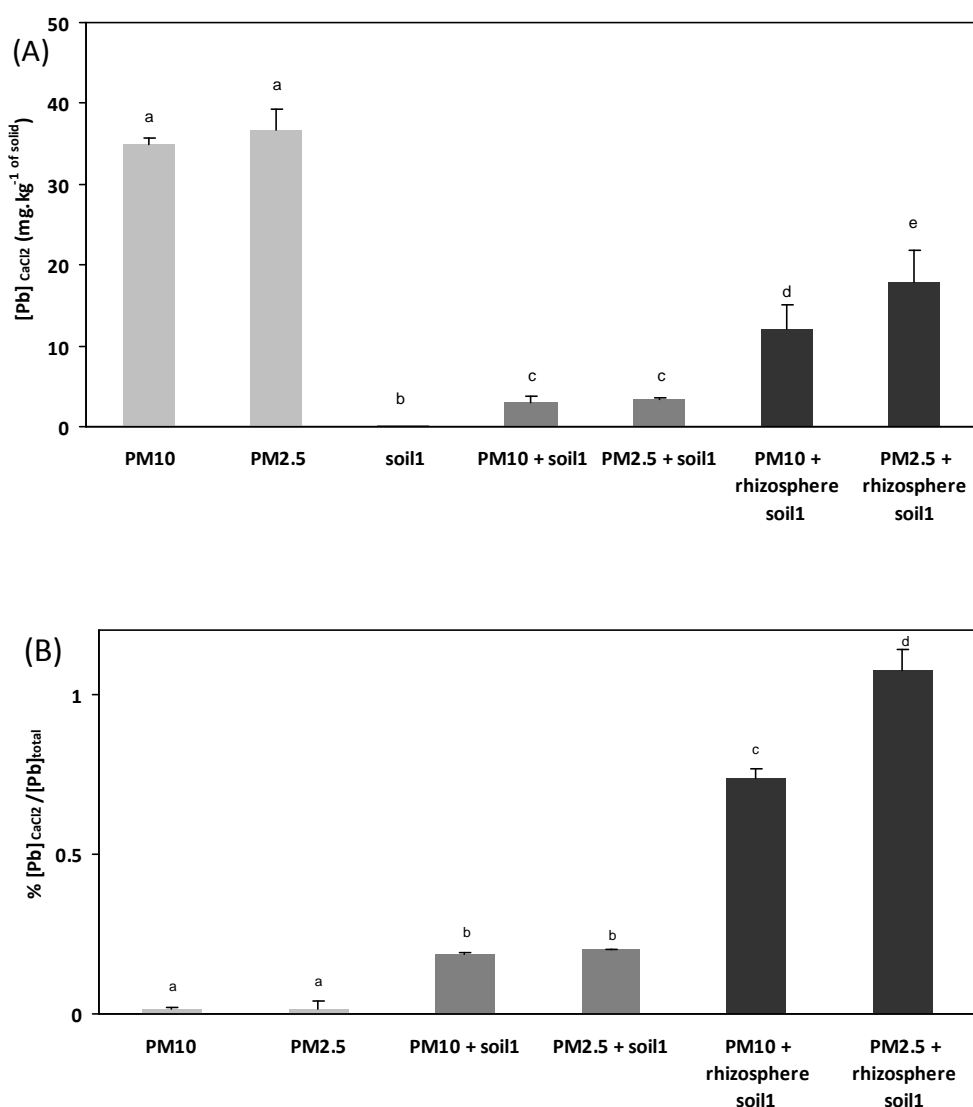 (A)
[Pb] CaCl2 (mg.kg-1 of solid)
50
40
30
20
10
0
a
a
b
c
c
d
e
PM10 PM2.5 soil1 PM10 + soil1 PM2.5 + soil1 PM10 + PM2.5 +
rhizosphere rhizosphere
soil1 soil1
(B)
% [Pb]CaCl2/[Pb]total
1
0.5
0
a
a
b
b
c
d
PM10 PM2.5 PM10 + soil1 PM2.5 + soil1 PM10 + PM2.5 +
rhizosphere rhizosphere
soil1 soil1